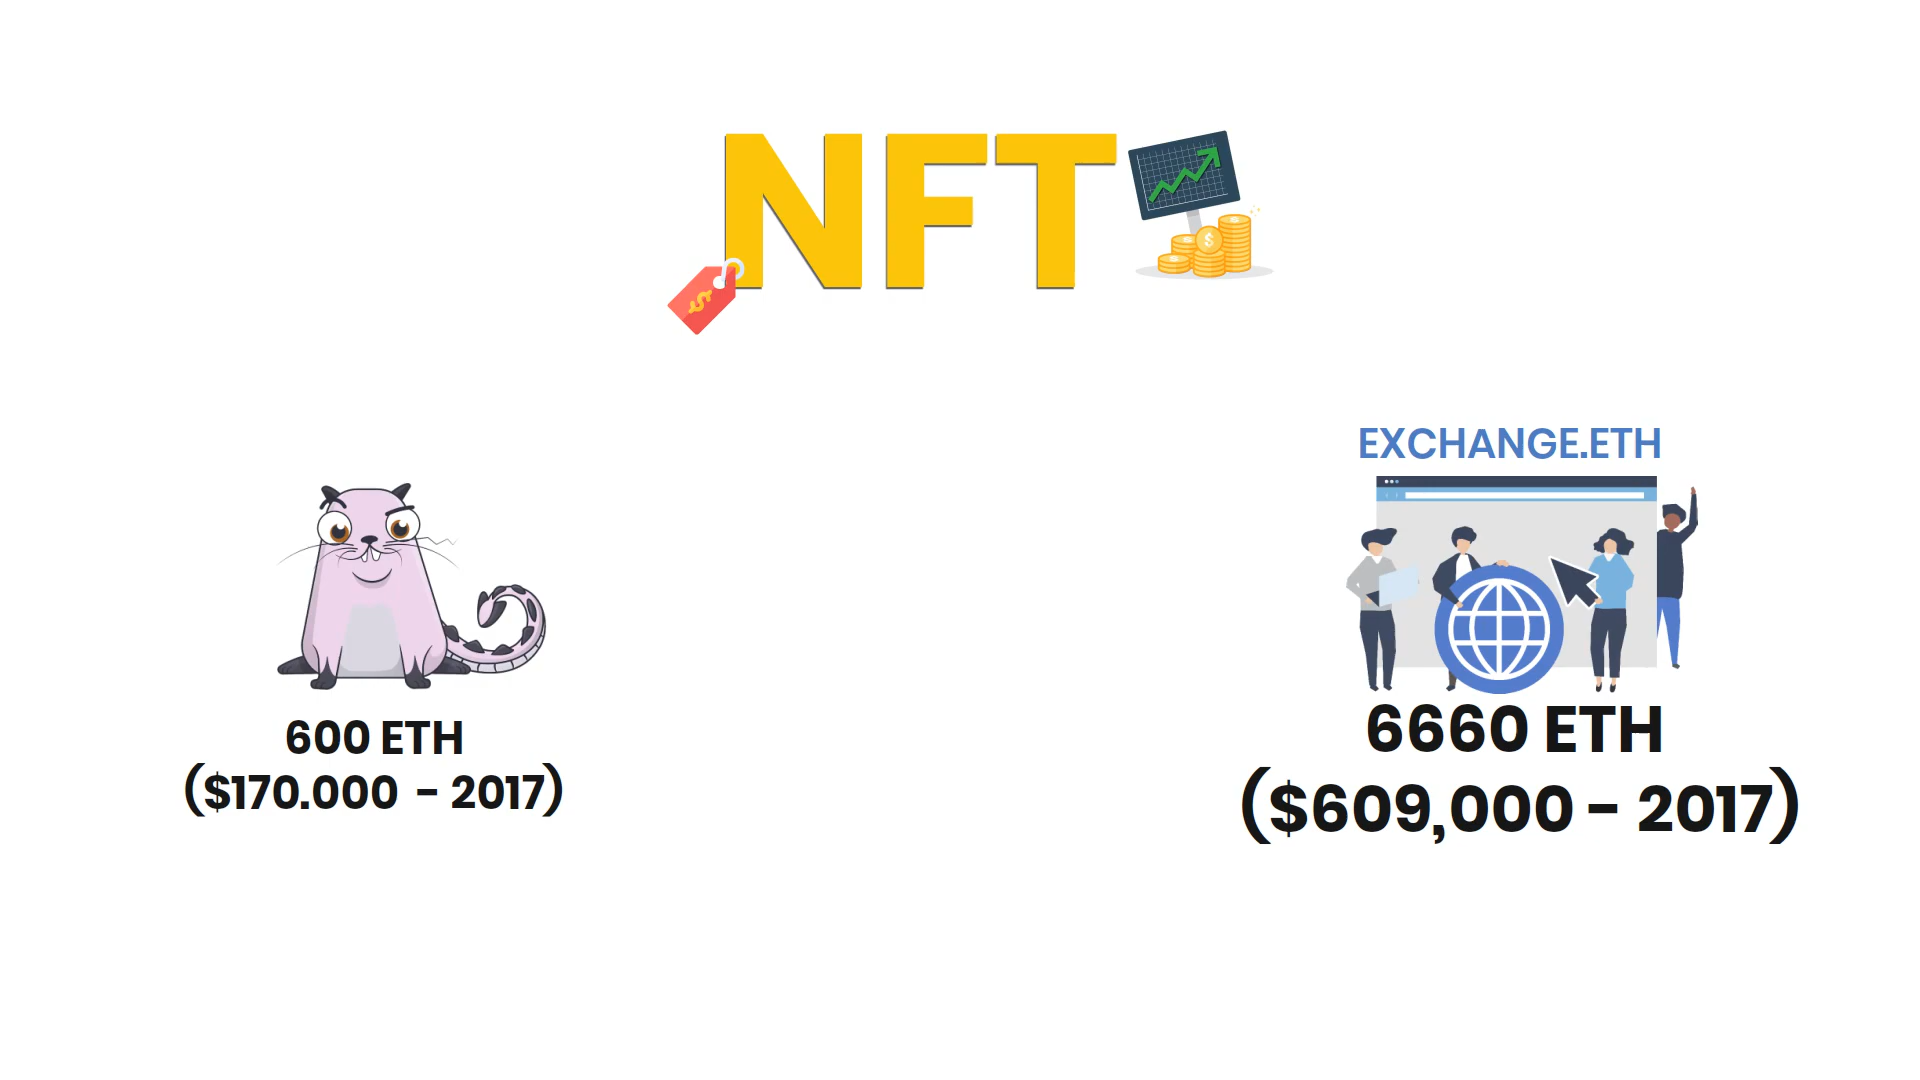 NFT
$
$
EXCHANGE.ETH
600 ETH
($170.000 - 2017)
6660 ETH
($609,000 - 2017)